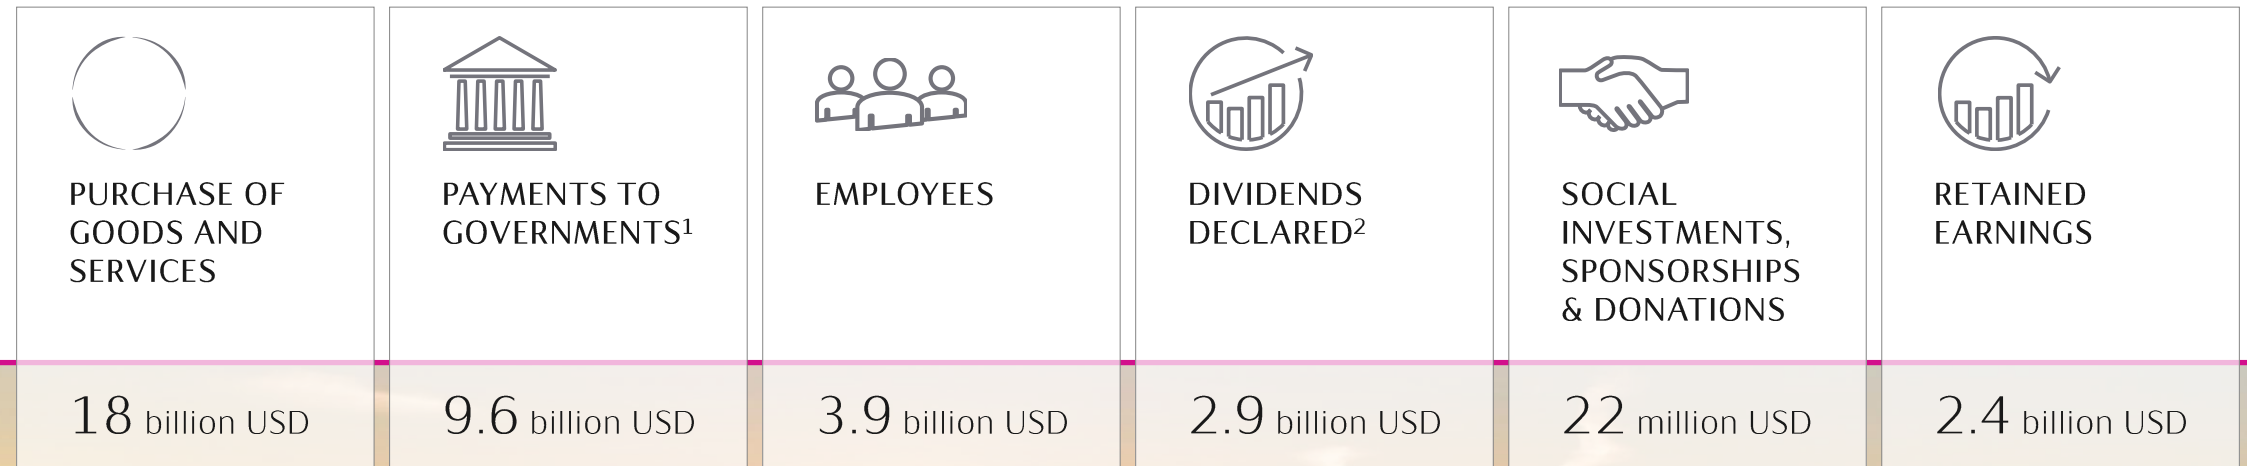 PURCHASE OF
GOODS AND
SERVICES
18 billion USD
PAYMENTS TO
GOVERNMENTS¹
9.6 billion USD
EMPLOYEES
3.9 billion USD
DIVIDENDS
DECLARED²
2.9 billion USD
SOCIAL
INVESTMENTS,
SPONSORSHIPS
& DONATIONS
22 million USD
RETAINED
EARNINGS
2.4 billion USD